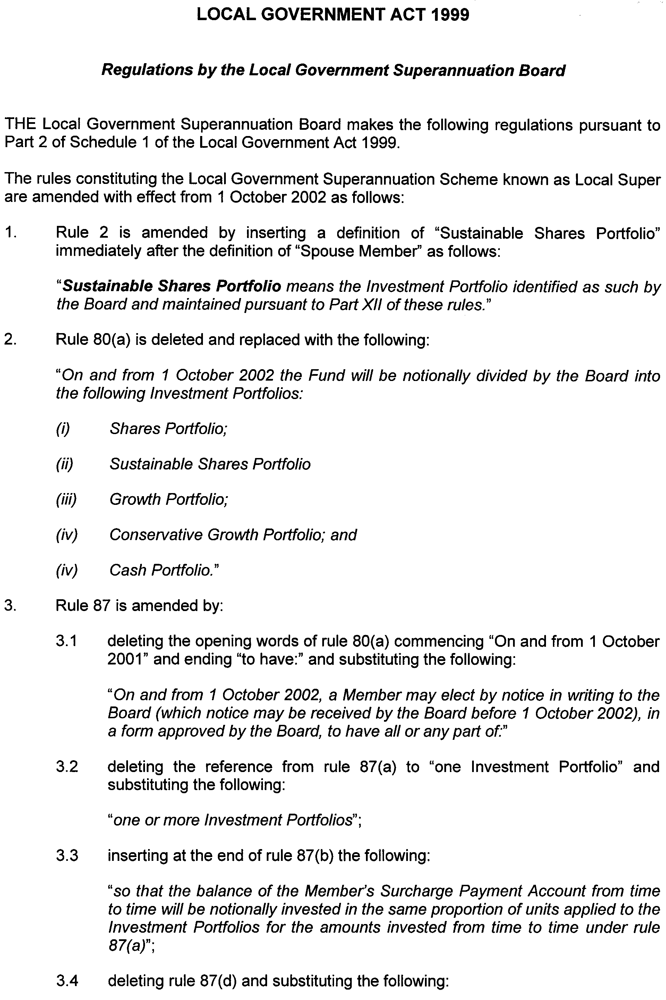 LOCAL GOVERNMENT ACT 1999
Regulations by the Local Government Superannuation Board
THE Local Government Superannuation Board makes the following regulations pursuant to
Part 2 of Schedule 1 of the Local Government Act 1999.
The rules constituting the Local Government Superannuation Scheme known as Local Super
are amended with effect from 1 October 2002 as follows:
1. Rule 2 is amended by inserting a definition of “Sustainable Shares Portfolio”
immediately after the definition of “Spouse Member” as follows:
“Sustainable Shares Portfolio means the Investment Portfolio identified as such by
the Board and maintained pursuant to Part XII of these rules.”
2. Rule 80(a) is deleted and replaced with the following:
“On and from 1 October 2002 the Fund will be notionally divided by the Board into
the following Investment Portfolios:
(i) Shares Portfolio;
(ii) Sustainable Shares Portfolio
(iii) Growth Portfolio;
(iv) Conservative Growth Portfolio; and
(iv) Cash Portfolio.”
3. Rule 87 is amended by:
3.1 deleting the opening words of rule 80(a) commencing “On and from 1 October
2001” and ending “to have:” and substituting the following:
“On and from 1 October 2002, a Member may elect by notice in writing to the
Board (which notice may be received by the Board before 1 October 2002), in
a form approved by the Board, to have all or any part of:”
3.2 deleting the reference from rule 87(a) to “one Investment Portfolio” and
substituting the following:
“one or more Investment Portfolios”;
3.3 inserting at the end of rule 87(b) the following:
“so that the balance of the Member’s Surcharge Payment Account from time
to time will be notionally invested in the same proportion of units applied to the
Investment Portfolios for the amounts invested from time to time under rule
87(a)”;
3.4 deleting rule 87(d) and substituting the following: